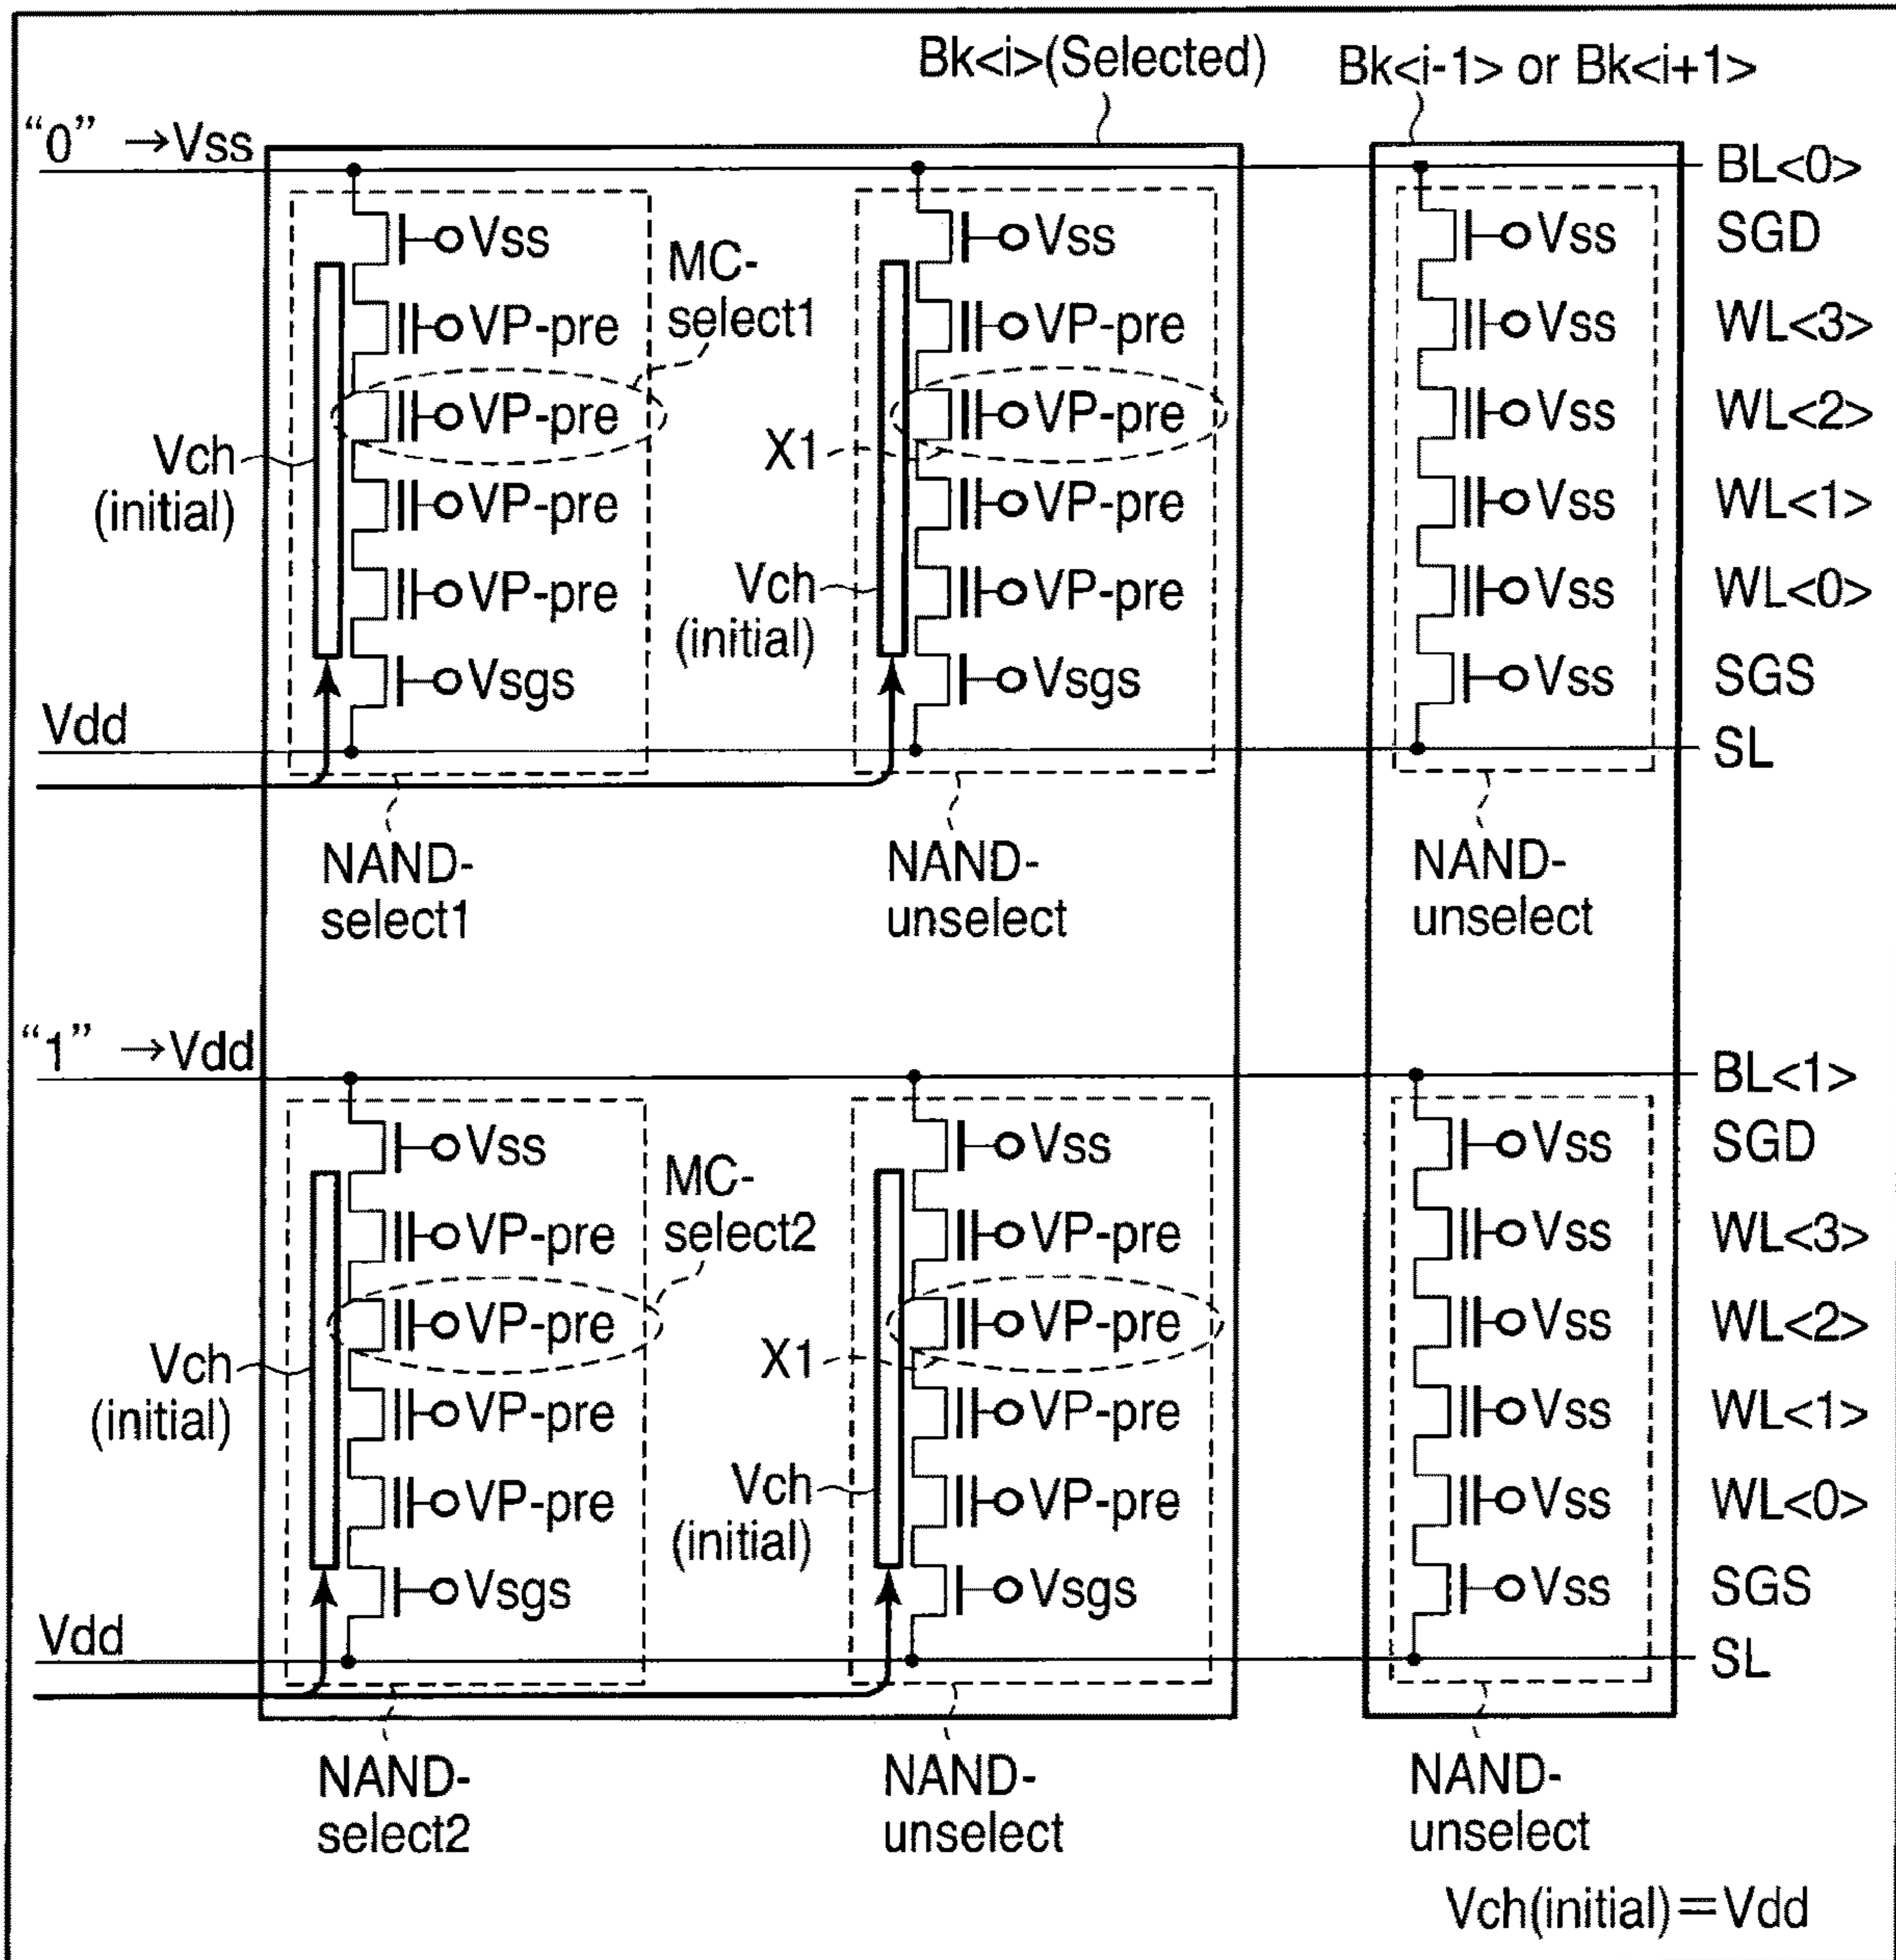 Bk<i>(Selected)
Bk<i-1> or Bk<i+1>
“0” →Vss
BL<0>
Vss
Vss
Vss
SGD
MC-
select1
VP-pre
VP-pre
Vss
WL<3>
VP-pre
VP-pre
Vss
WL<2>
Vch
(initial)
X1
VP-pre
VP-pre
Vss
WL<1>
Vch
(initial)
VP-pre
VP-pre
Vss
WL<0>
Vsgs
Vsgs
Vss
SGS
Vdd
SL
NAND-
select1
NAND-
unselect
NAND-
unselect
“1” →Vdd
BL<1>
Vss
Vss
Vss
SGD
MC-
select2
VP-pre
VP-pre
Vss
WL<3>
VP-pre
VP-pre
Vss
WL<2>
Vch
(initial)
X1
VP-pre
VP-pre
Vss
WL<1>
Vch
(initial)
VP-pre
VP-pre
Vss
WL<0>
Vsgs
Vsgs
Vss
SGS
Vdd
SL
NAND-
select2
NAND-
unselect
NAND-
unselect
Vch(initial)=Vdd